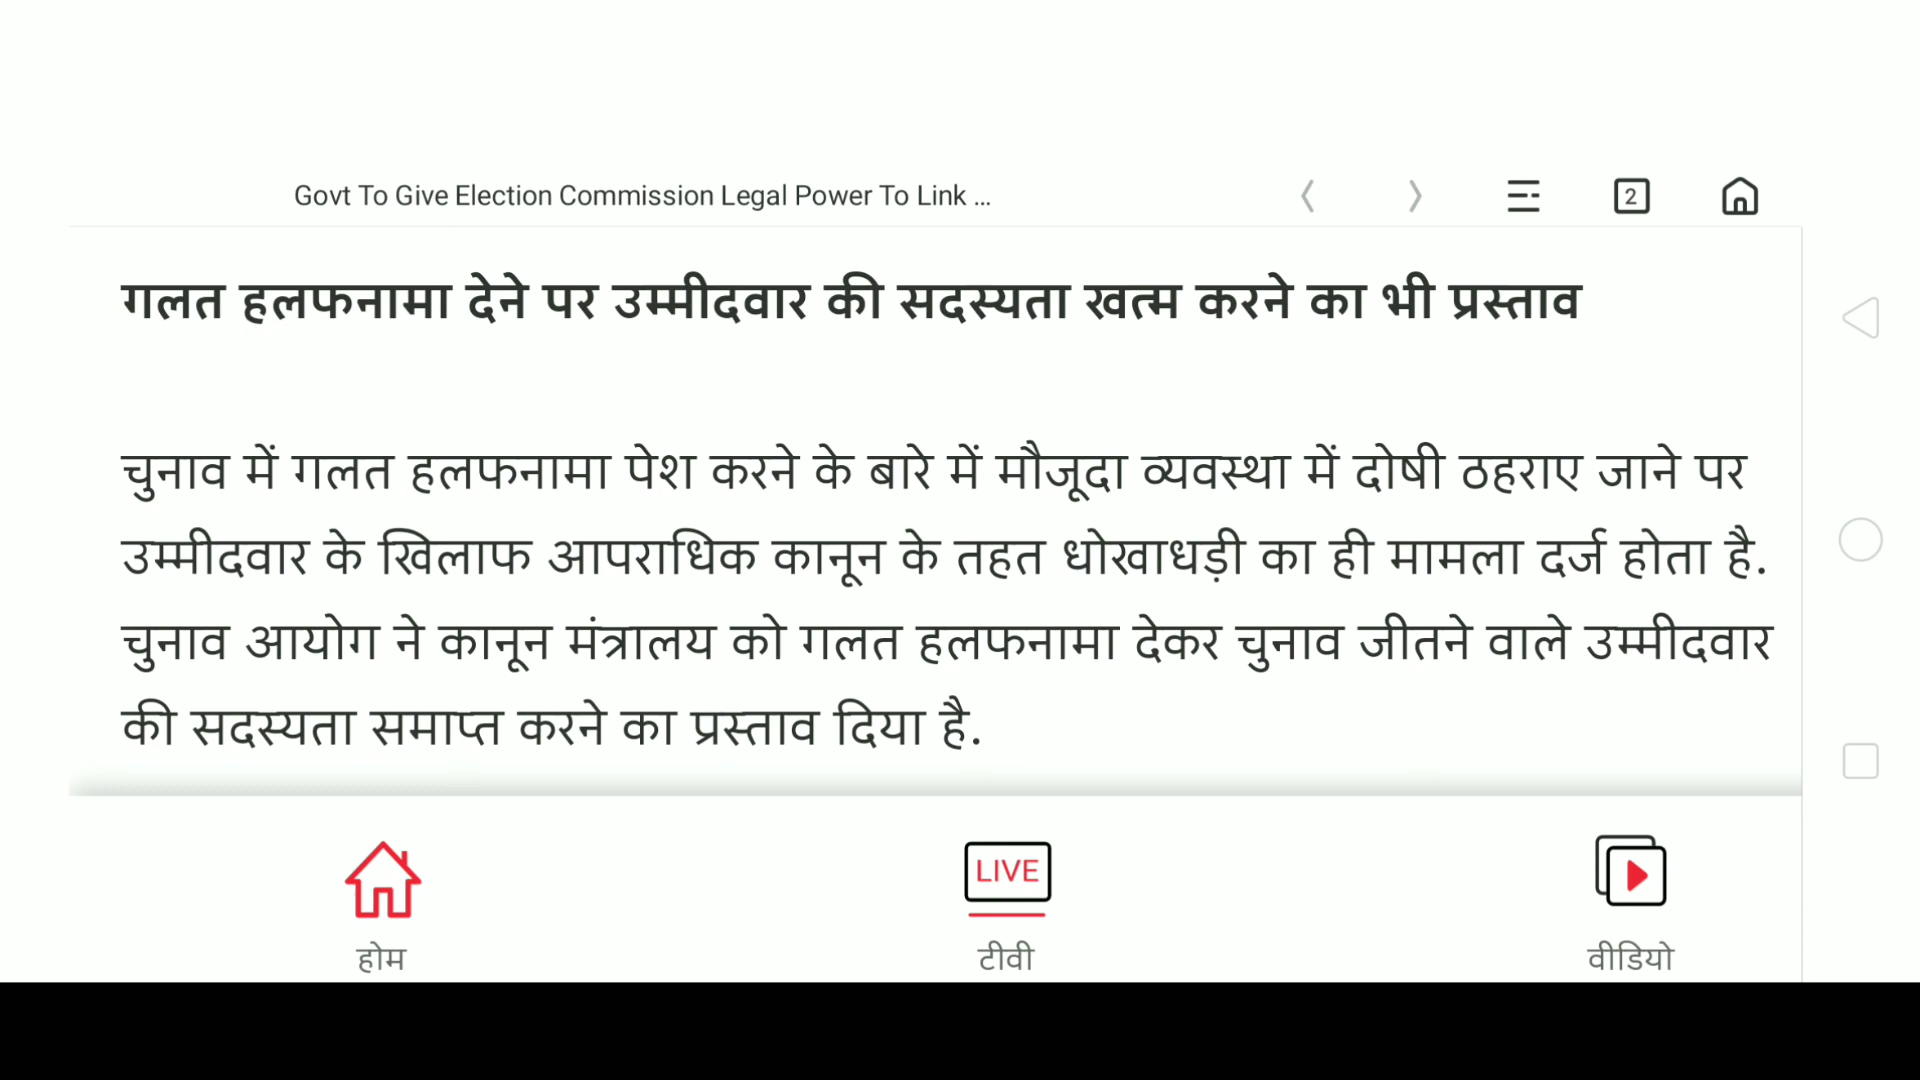 Govt To Give Election Commission Legal Power To Link ...
2
गलत हलफनामा देने पर उम्मीदवार की सदस्यता खत्म करने का भी प्रस्ताव
चुनाव में गलत हलफनामा पेश करने के बारे में मौजूदा व्यवस्था में दोषी ठहराए जाने पर
उम्मीदवार के खिलाफ आपराधिक कानून के तहत धोखाधड़ी का ही मामला दर्ज होता है.
चुनाव आयोग ने कानून मंत्रालय को गलत हलफनामा देकर चुनाव जीतने वाले उम्मीदवार
की सदस्यता समाप्त करने का प्रस्ताव दिया है.
LIVE
होम
टीवी
वीडियो